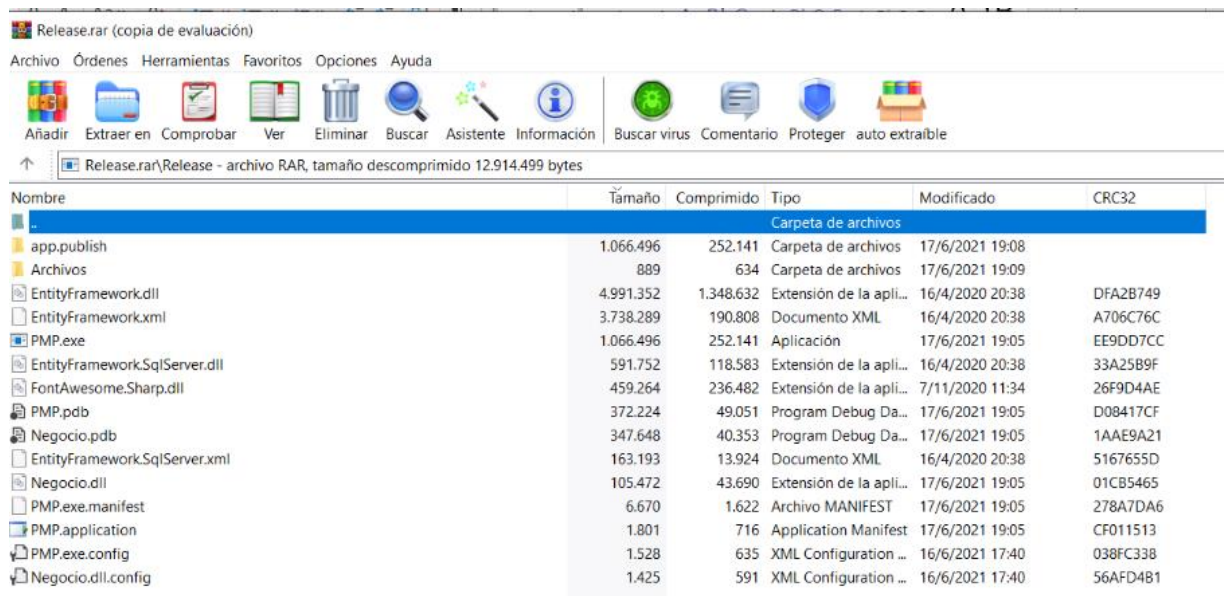 Release.rar (copia de evaluación)
Archivo Órdenes Herramientas Favoritos Opciones Ayuda
Añadir Extraer en Comprobar Ver Eliminar Buscar Asistente Información Buscar virus Comentario Proteger auto extraíble
Release.rar\Release - archivo RAR, tamaño descomprimido 12.914.499 bytes
Nombre Tamaño Comprimido Tipo Modificado CRC32
.. Carpeta de archivos
app.publish 1.066.496 252.141 Carpeta de archivos 17/6/2021 19:08
Archivos 889 634 Carpeta de archivos 17/6/2021 19:09
EntityFramework.dll 4.991.352 1.348.632 Extensión de la apli... 16/4/2020 20:38 DFA2B749
EntityFramework.xml 3.738.289 190.808 Documento XML 16/4/2020 20:38 A706C76C
PMP.exe 1.066.496 252.141 Aplicación 17/6/2021 19:05 EE9DD7CC
EntityFramework.SqlServer.dll 591.752 118.583 Extensión de la apli... 16/4/2020 20:38 33A25B9F
FontAwesome.Sharp.dll 459.264 236.482 Extensión de la apli... 7/11/2020 11:34 26F9D4AE
PMP.pdb 372.224 49.051 Program Debug Da... 17/6/2021 19:05 D08417CF
Negocio.pdb 347.648 40.353 Program Debug Da... 17/6/2021 19:05 1AAE9A21
EntityFramework.SqlServer.xml 163.193 13.924 Documento XML 16/4/2020 20:38 5167655D
Negocio.dll 105.472 43.690 Extensión de la apli... 17/6/2021 19:05 01CB5465
PMP.exe.manifest 6.670 1.622 Archivo MANIFEST 17/6/2021 19:05 278A7DA6
PMP.application 1.801 716 Application Manifest 17/6/2021 19:05 CF011513
PMP.exe.config 1.528 635 XML Configuration ... 16/6/2021 17:40 038FC338
Negocio.dll.config 1.425 591 XML Configuration ... 16/6/2021 17:40 56AFD4B1